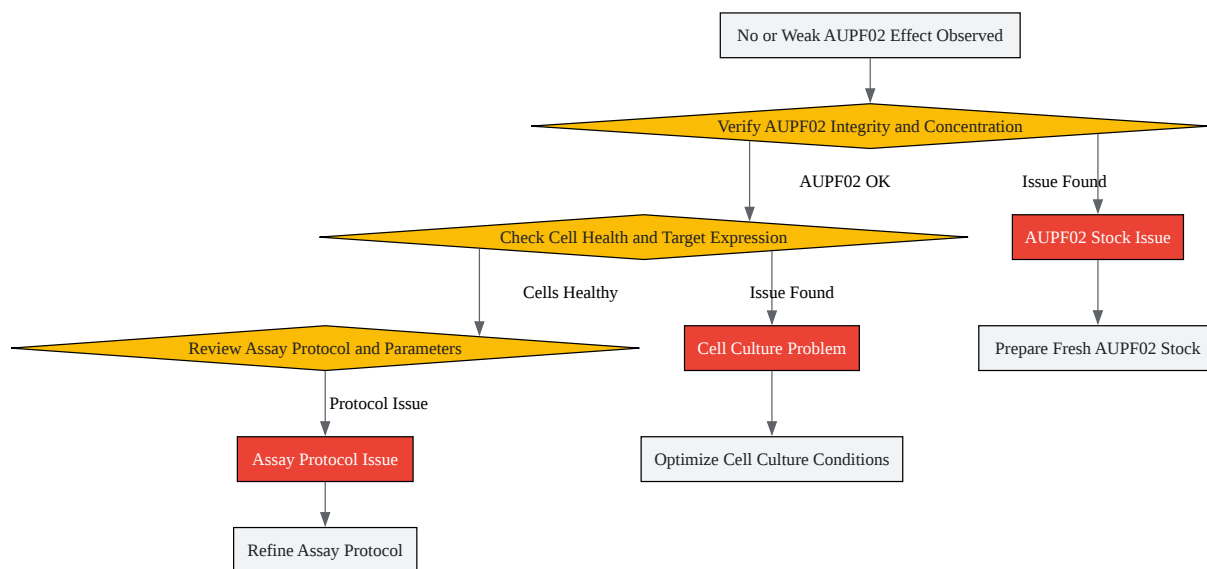 No or Weak AUPF02 Effect Observed
Verify AUPF02 Integrity and Concentration
AUPF02 OK
Issue Found
Check Cell Health and Target Expression
AUPF02 Stock Issue
Cells Healthy
Issue Found
Review Assay Protocol and Parameters
Cell Culture Problem
Prepare Fresh AUPF02 Stock
Protocol Issue
Assay Protocol Issue
Optimize Cell Culture Conditions
Refine Assay Protocol